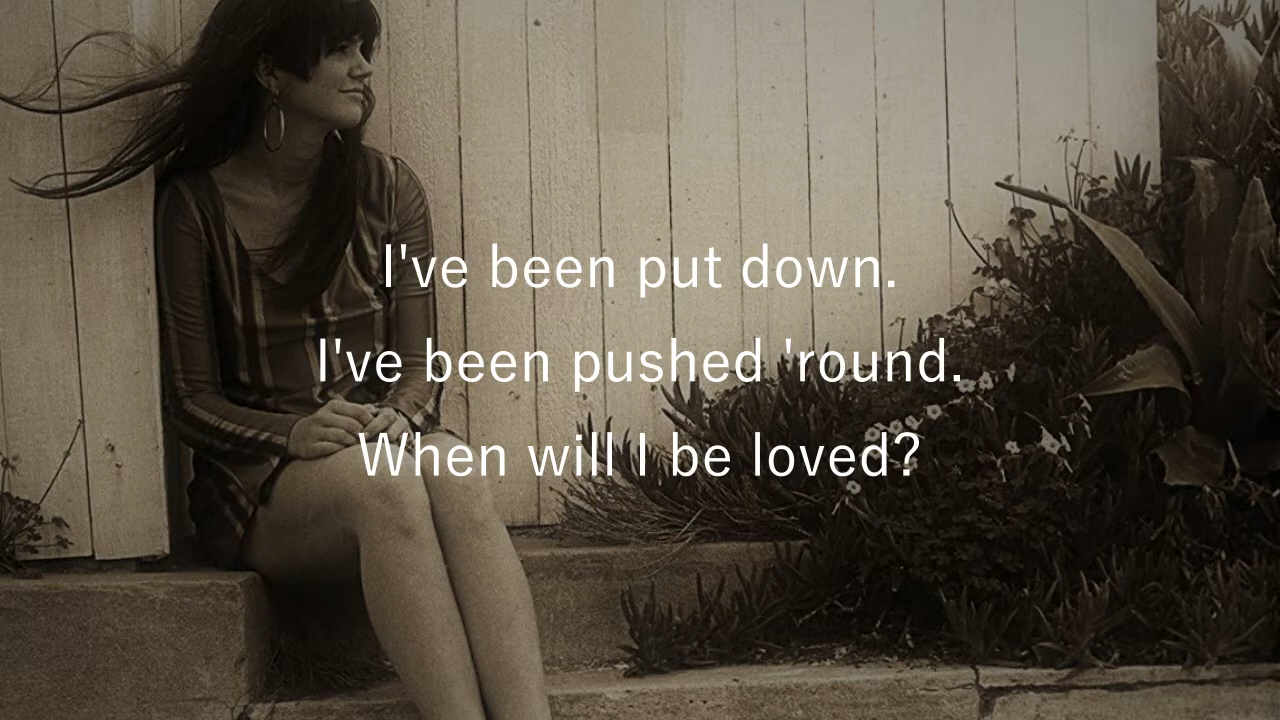 I've been put down.
I've been pushed 'round.
When will I be loved?